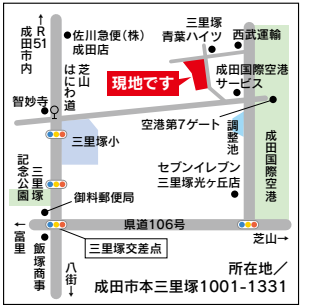 ←R51
成田市内
佐川急便(株)
成田店
芝山
はにわ道
三里塚
青葉ハイツ
西武運輸
現地です
成田国際空港
サービス
智妙寺
空港第7ゲート
三里塚小
調整池
成田国際空港
三里塚
記念公園
セブンイレブン
三里塚光ヶ丘店
御料郵便局
県道106号
←富里
芝山→
飯塚商事
三里塚交差点
八街→
所在地/
成田市本三里塚1001-1331